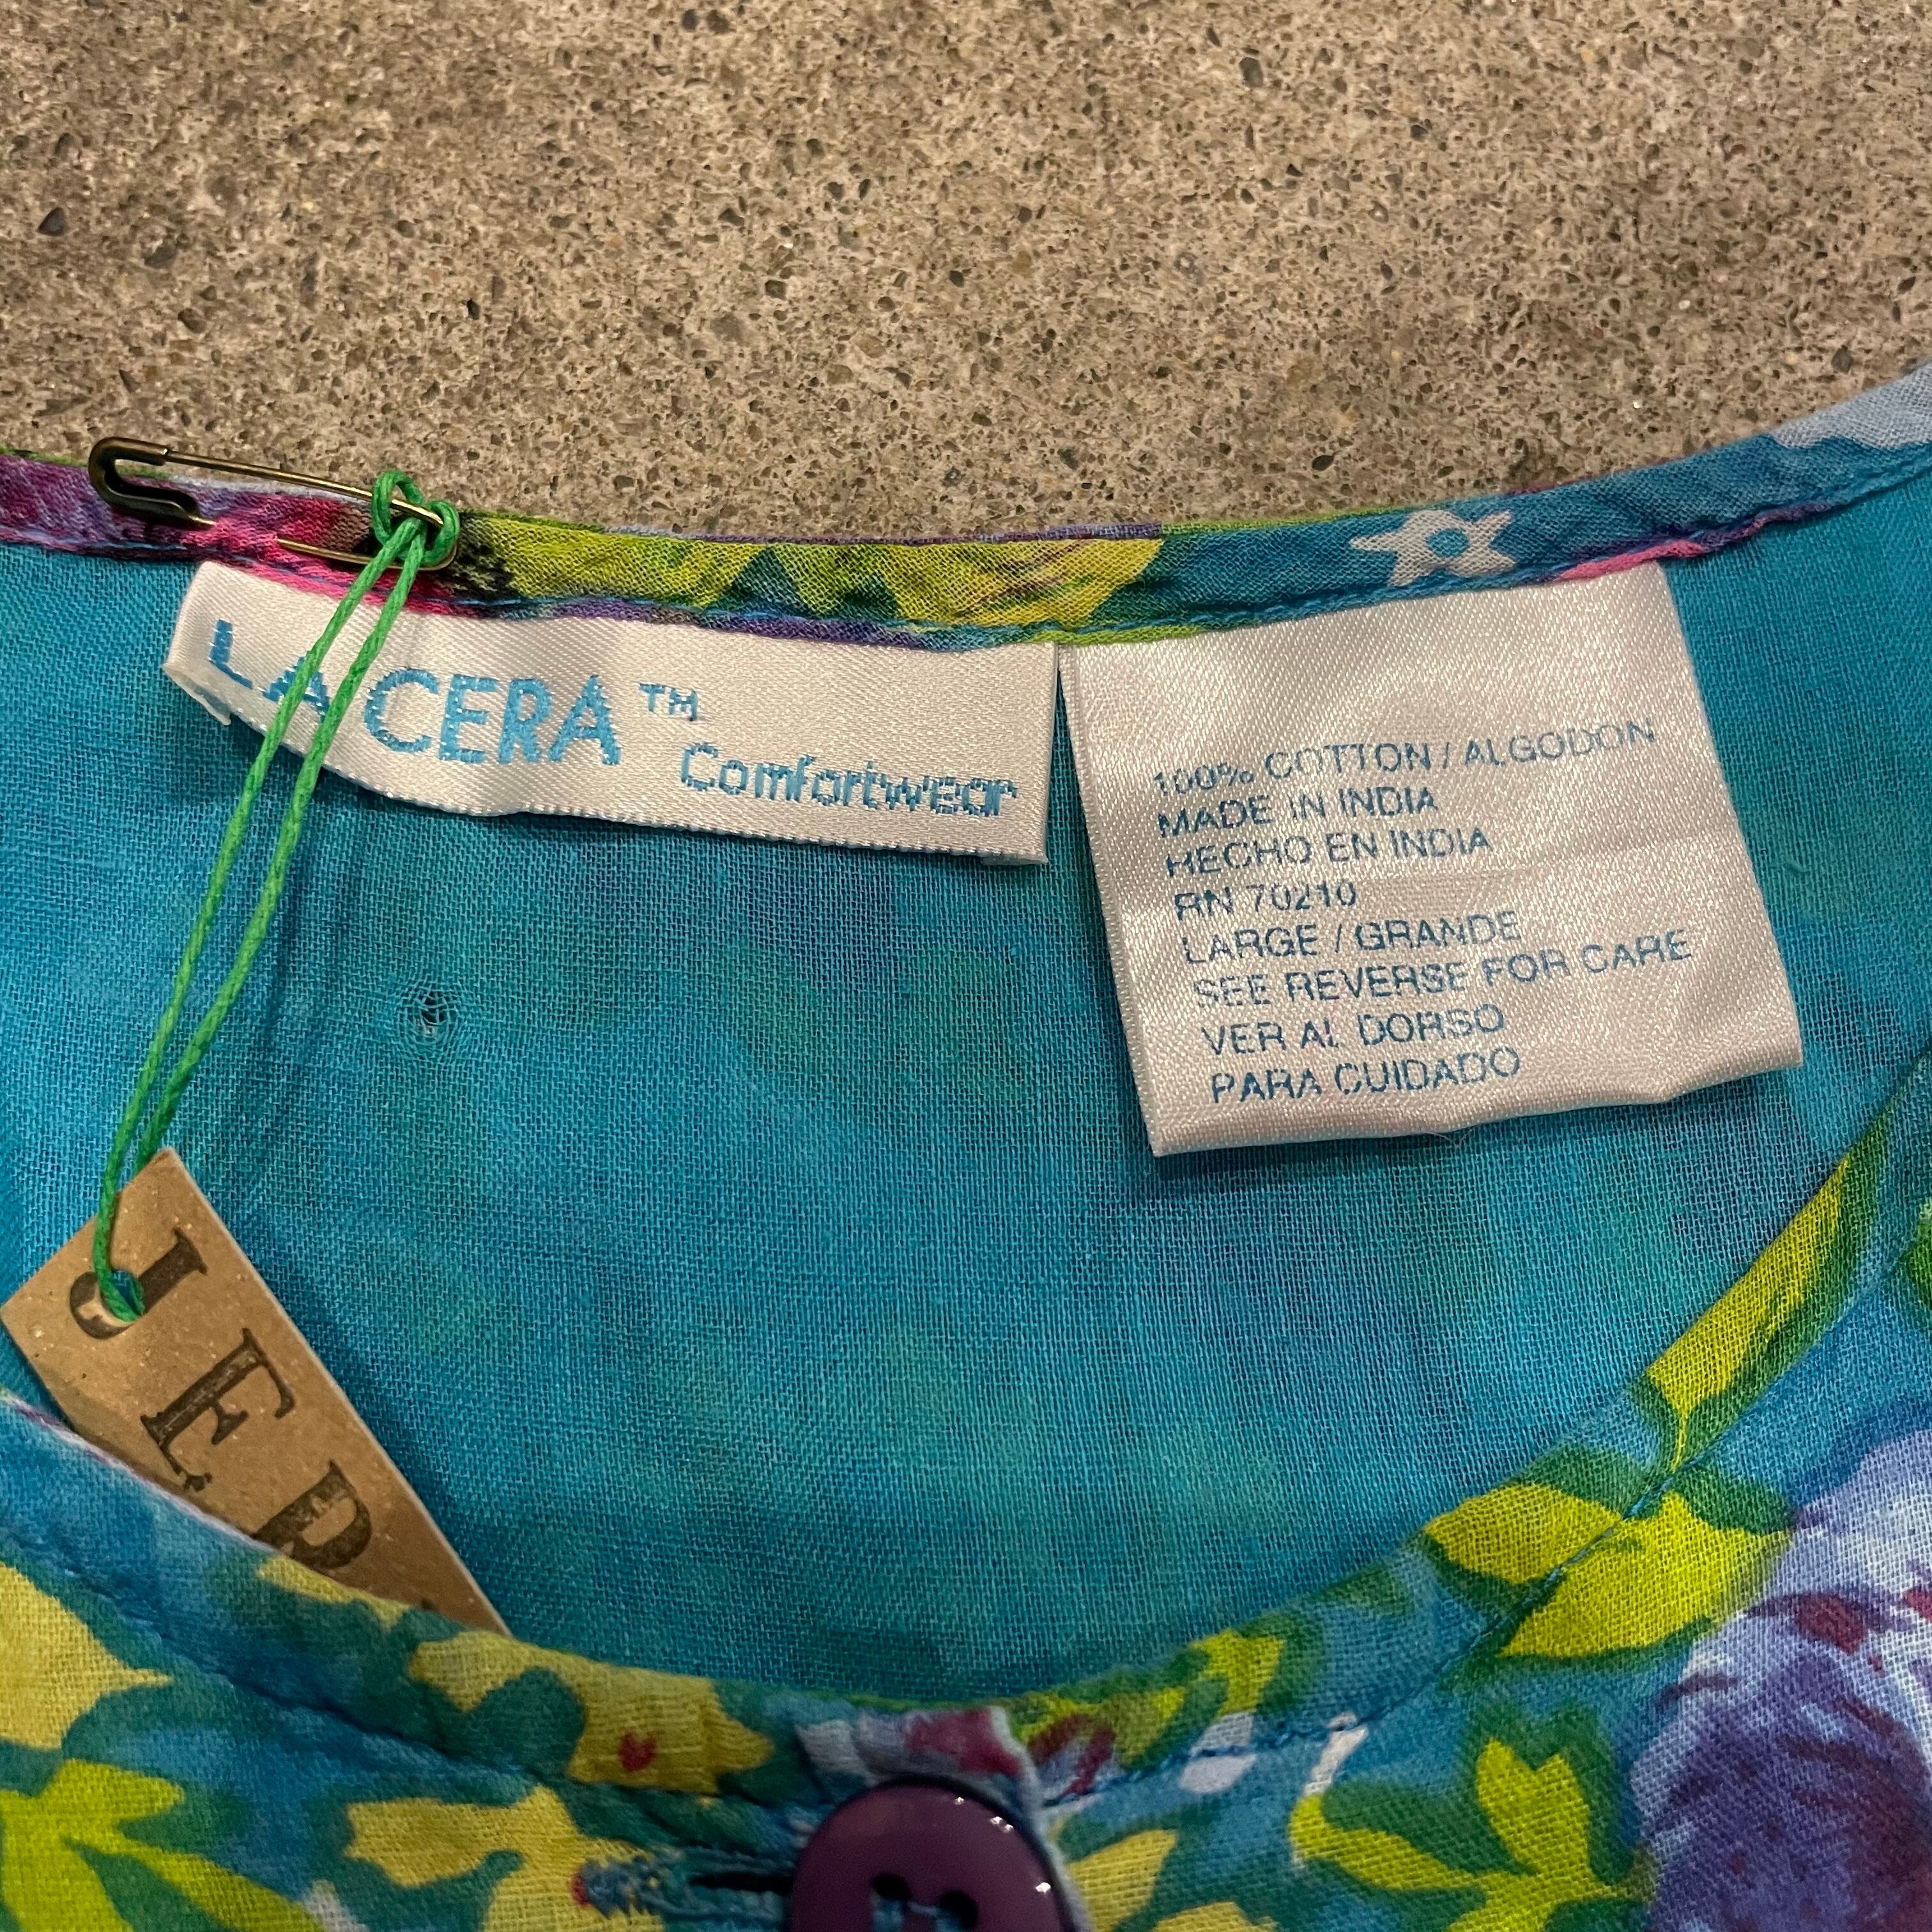 LA CERA™
Comfortwear
100% COTTON / ALGODON
MADE IN INDIA
HECHO EN INDIA
RN 70210
LARGE / GRANDE
SEE REVERSE FOR CARE
VER AL DORSO
PARA CUIDADO